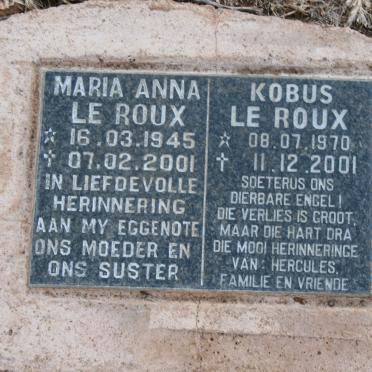 MARIA ANNA
LE ROUX
☆ 16.03.1945
✝ 07.02.2001
IN LIEFDEVOLLE
HERINNERING
AAN MY EGGENOTE
ONS MOEDER EN
ONS SUSTER
KOBUS
LE ROUX
☆ 08.07.1970
✝ 11.12.2001
SOETERUS ONS
DIERBARE ENGEL!
DIE VERLIES IS GROOT,
MAAR DIE HART DRA
DIE MOOI HERINNERINGE
VAN: HERCULES,
FAMILIE EN VRIENDE